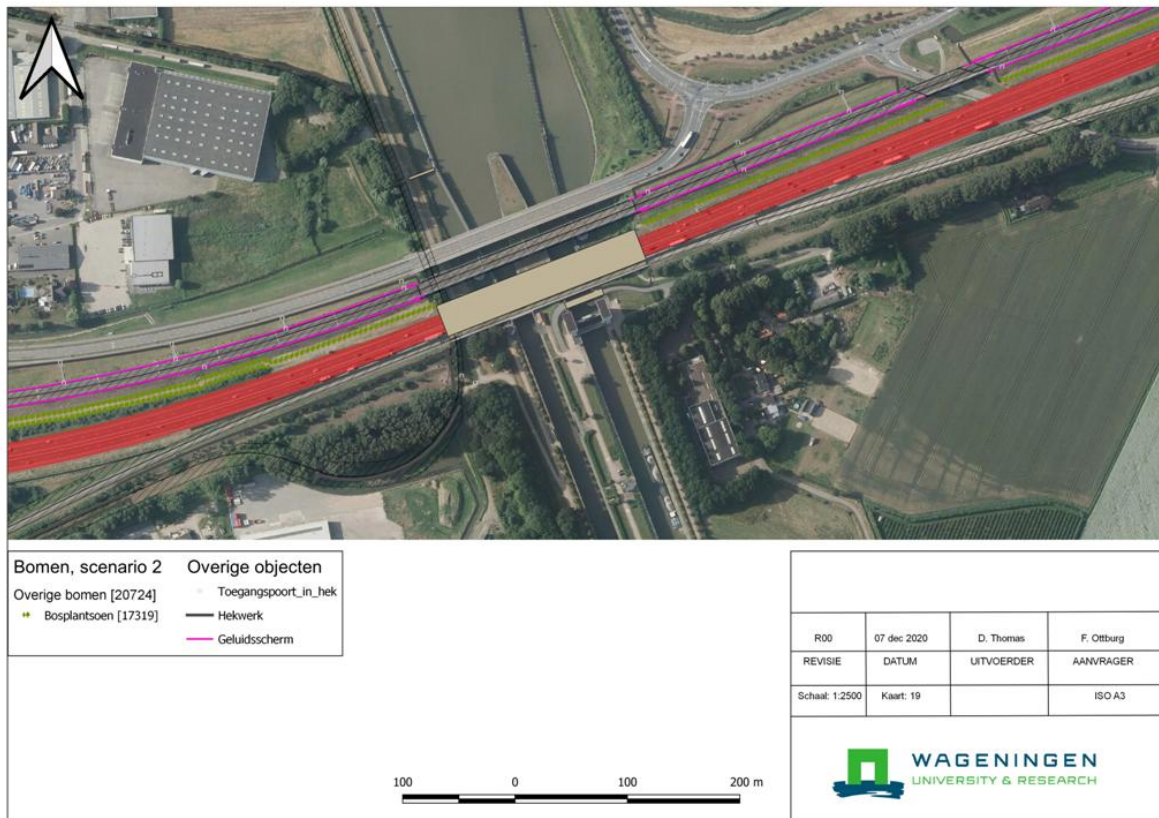 Bomen, scenario 2
Overige bomen [20724]
Bosplantsoen [17319]
Overige objecten
Toegangspoort_in_hek
Hekwerk
Geluidsscherm
100 0 100 200 m
R00 07 dec 2020 D. Thomas F. Ottburg
REVISIE DATUM UITVOERDER AANVRAGER
Schaal: 1:2500 Kaart: 19 ISO A3
WAGENINGEN
UNIVERSITY & RESEARCH